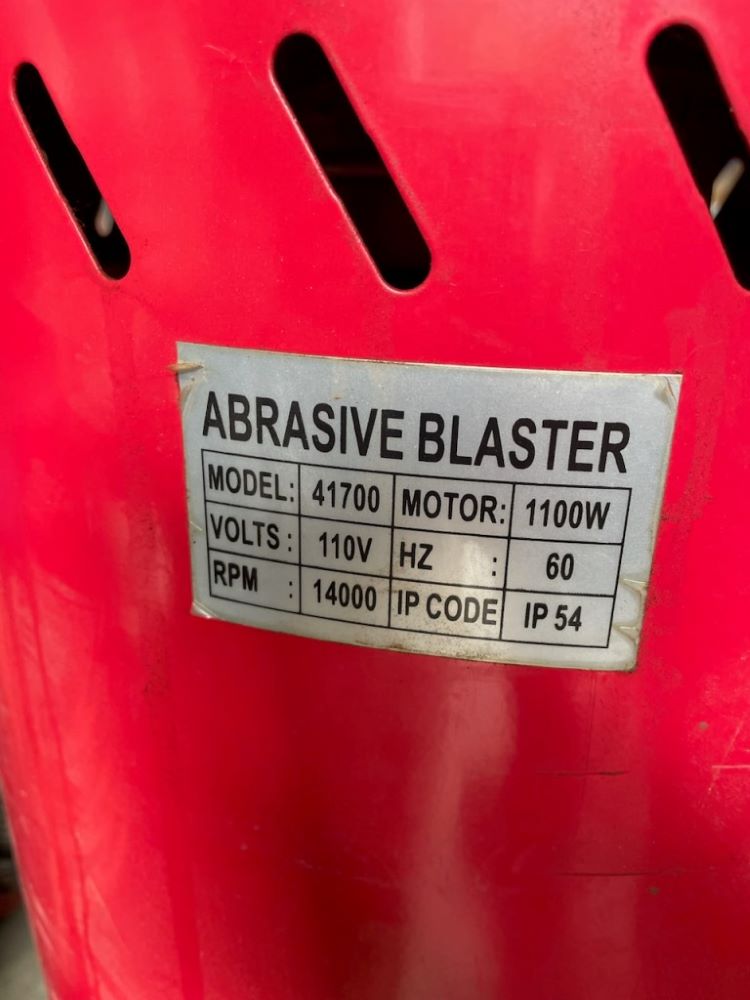 ABRASIVE BLASTER
MODEL: 41700 MOTOR: 1100W
VOLTS : 110V HZ : 60
RPM : 14000 IP CODE IP 54